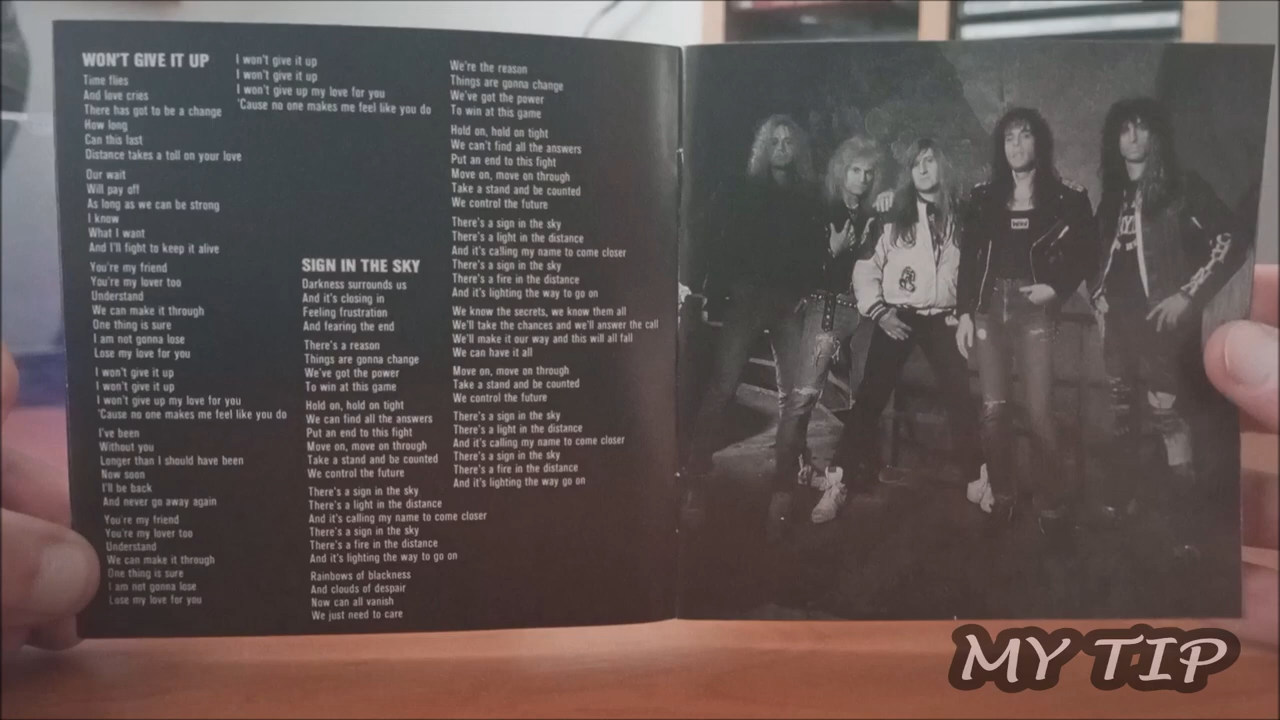 WON'T GIVE IT UP
Time flies
And love cries
There has got to be a change
How long
Can this last
Distance takes a toll on your love
Our wait
Will pay off
As long as we can be strong
I know
What I want
And I'll fight to keep it alive
You're my friend
You're my lover too
Understand
We can make it through
One thing is sure
I am not gonna lose
Lose my love for you
I won't give it up
I won't give it up
I won't give up my love for you
'Cause no one makes me feel like you do
I've been
Without you
Longer than I should have been
Now soon
I'll be back
And never go away again
You're my friend
You're my lover too
Understand
We can make it through
One thing is sure
I am not gonna lose
Lose my love for you
I won't give it up
I won't give it up
I won't give up my love for you
'Cause no one makes me feel like you do
SIGN IN THE SKY
Darkness surrounds us
And it's closing in
Feeling frustration
And fearing the end
There's a reason
Things are gonna change
We've got the power
To win at this game
Hold on, hold on tight
We can find all the answers
Put an end to this fight
Move on, move on through
Take a stand and be counted
We control the future
There's a sign in the sky
There's a light in the distance
And it's calling my name to come closer
There's a sign in the sky
There's a fire in the distance
And it's lighting the way to go on
Rainbows of blackness
And clouds of despair
Now can all vanish
We just need to care
We're the reason
Things are gonna change
We've got the power
To win at this game
Hold on, hold on tight
We can't find all the answers
Put an end to this fight
Move on, move on through
Take a stand and be counted
We control the future
There's a sign in the sky
There's a light in the distance
And it's calling my name to come closer
There's a sign in the sky
There's a fire in the distance
And it's lighting the way to go on
We know the secrets, we know them all
We'll take the chances and we'll answer the call
We'll make it our way and this will all fall
We can have it all
Move on, move on through
Take a stand and be counted
We control the future
There's a sign in the sky
There's a light in the distance
And it's calling my name to come closer
There's a sign in the sky
There's a fire in the distance
And it's lighting the way go on
MY TIP